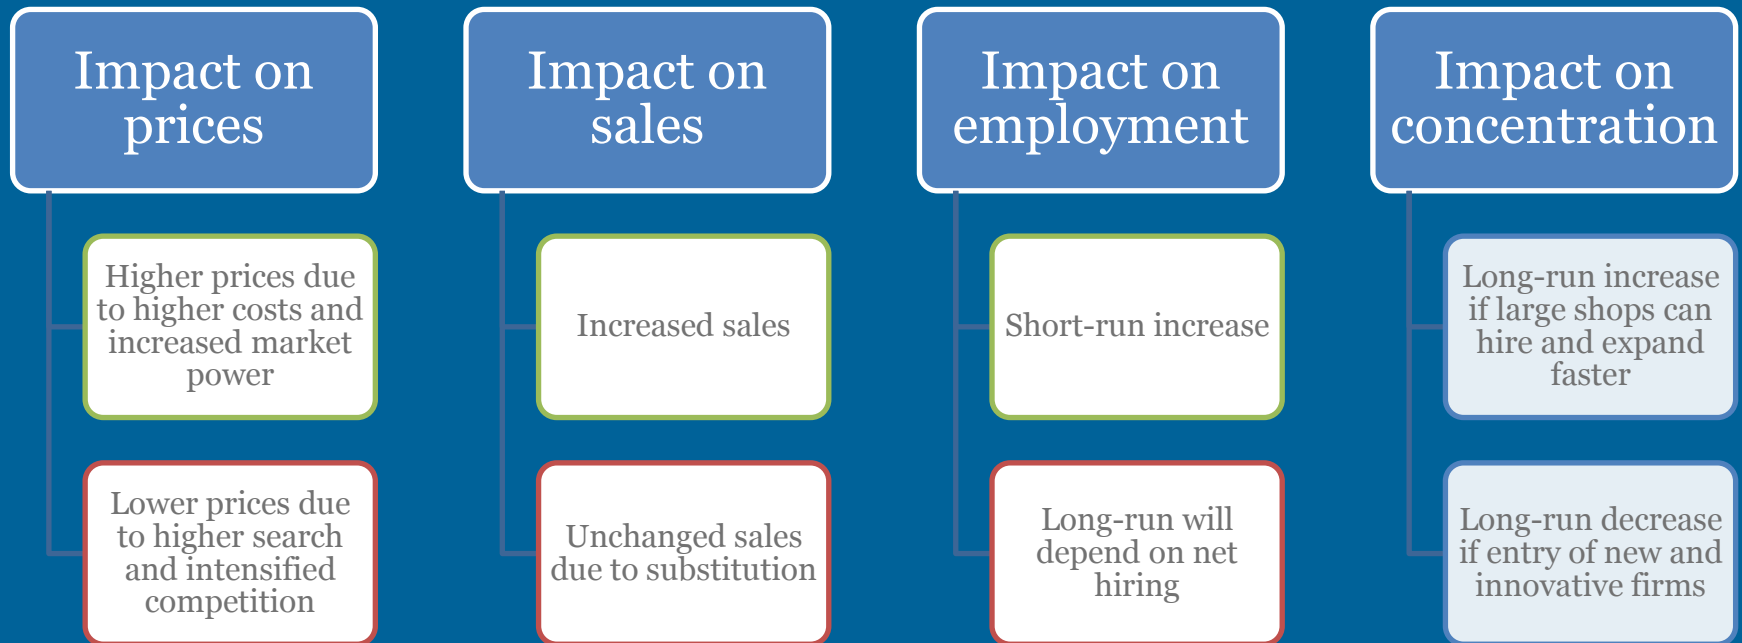 Impact on
prices
Higher prices due
to higher costs and
increased market
power
Lower prices due
to higher search
and intensified
competition
Impact on
sales
Increased sales
Unchanged sales
due to substitution
Impact on
employment
Short-run increase
Long-run will
depend on net
hiring
Impact on
concentration
Long-run increase
if large shops can
hire and expand
faster
Long-run decrease
if entry of new and
innovative firms